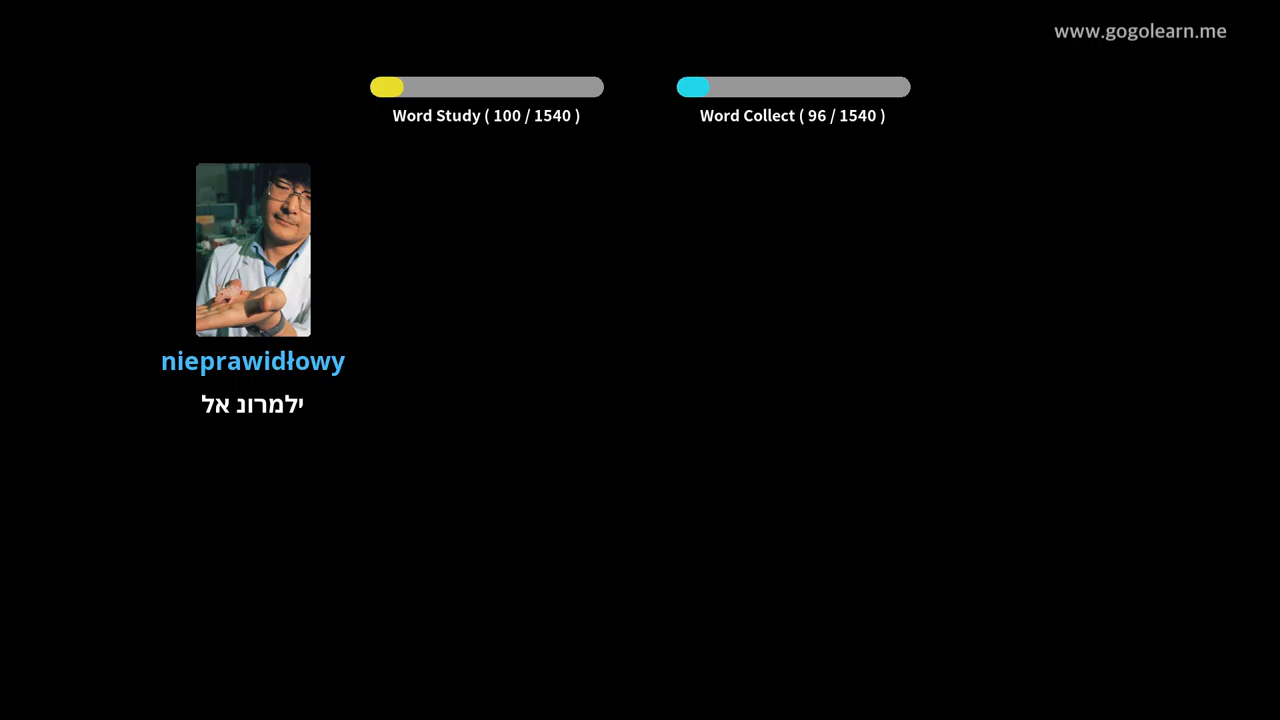 www.gogolearn.me
Word Study ( 100 / 1540 )
Word Collect ( 96 / 1540 )
nieprawidłowy
ילמרונ אל